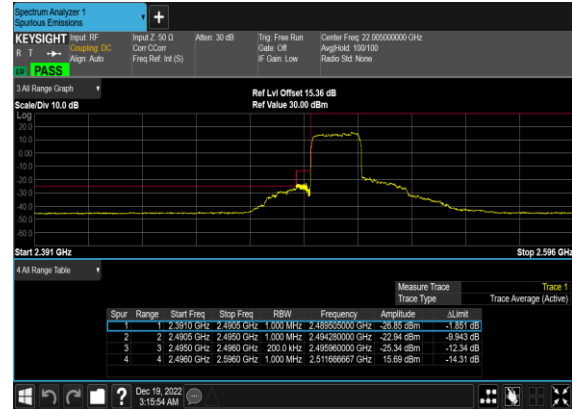 Spectrum Analyzer 1
Spurious Emissions
+
KEYSIGHT Input: RF Input Z: 50 Ω Atten: 30 dB Trig: Free Run Center Freq: 22.005000000 GHz
R T Coupling: DC Corr CCorr Gate: Off Avg|Hold: 100/100
Align: Auto Freq Ref: Int (S) IF Gain: Low Radio Std: None
PASS
3 All Range Graph
Ref Lvl Offset 15.36 dB
Scale/Div 10.0 dB Ref Value 30.00 dBm
Log
20.0
10.0
0.00
-10.0
-20.0
-30.0
-40.0
-50.0
-60.0
Start 2.391 GHz Stop 2.596 GHz
4 All Range Table
Measure Trace Trace 1
Trace Type Trace Average (Active)
Spur Range Start Freq Stop Freq RBW Frequency Amplitude ΔLimit
1 1 2.3910 GHz 2.4905 GHz 1.000 MHz 2.489505000 GHz -26.85 dBm -1.851 dB
2 2 2.4905 GHz 2.4950 GHz 1.000 MHz 2.494280000 GHz -22.94 dBm -9.943 dB
3 3 2.4950 GHz 2.4960 GHz 200.0 kHz 2.495960000 GHz -25.34 dBm -12.34 dB
4 4 2.4960 GHz 2.5960 GHz 1.000 MHz 2.511666667 GHz 15.69 dBm -14.31 dB
?
Dec 19, 2022
3:15:54 AM